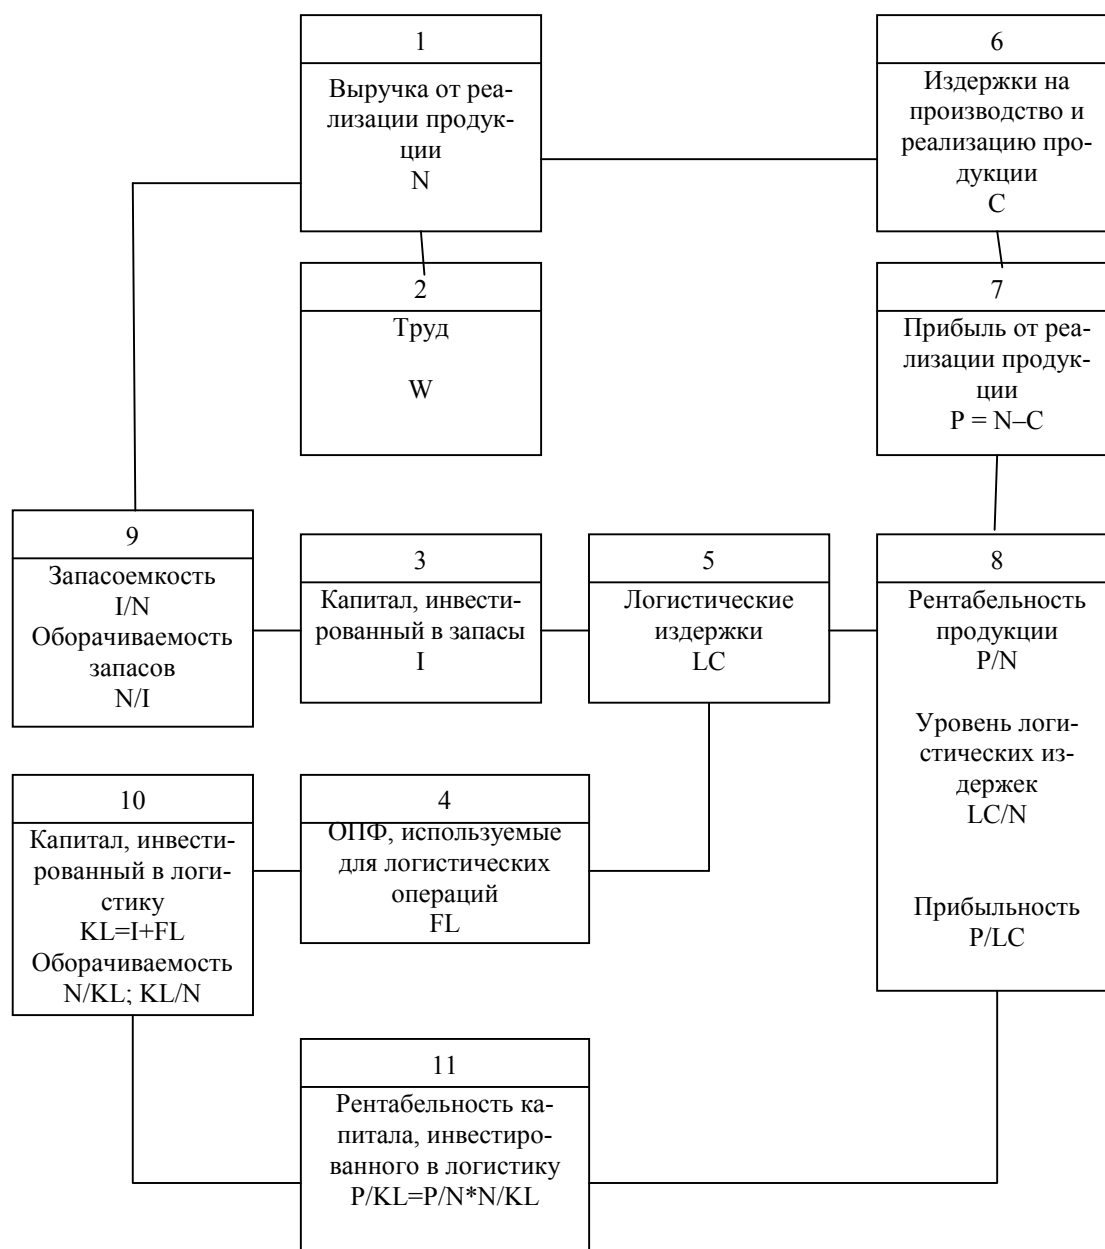 1
Выручка от реа-
лизации продук-
ции
N
6
Издержки на
производство и
реализацию про-
дукции
C
2
Труд
W
7
Прибыль от реа-
лизации продук-
ции
P = N–C
9
Запасоемкость
I/N
Оборачиваемость
запасов
N/I
3
Капитал, инвести-
рованный в запасы
I
5
Логистические
издержки
LC
8
Рентабельность
продукции
P/N
Уровень логи-
стических из-
держек
LC/N
Прибыльность
P/LC
10
Капитал, инвести-
рованный в логи-
стику
KL=I+FL
Оборачиваемость
N/KL; KL/N
4
ОПФ, используемые
для логистических
операций
FL
11
Рентабельность ка-
питала, инвестиро-
ванного в логистику
P/KL=P/N*N/KL